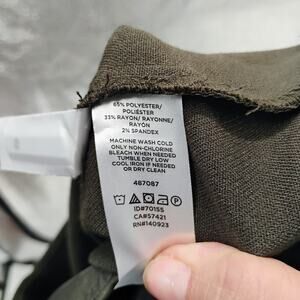 65% POLYESTER/
POLIÉSTER
33% RAYON/ RAYONNE/
RAYÓN
2% SPANDEX
MACHINE WASH COLD
ONLY NON-CHLORINE
BLEACH WHEN NEEDED
TUMBLE DRY LOW
COOL IRON IF NEEDED
OR DRY CLEAN
487087
ID#70155
CA#57421
RN#140923